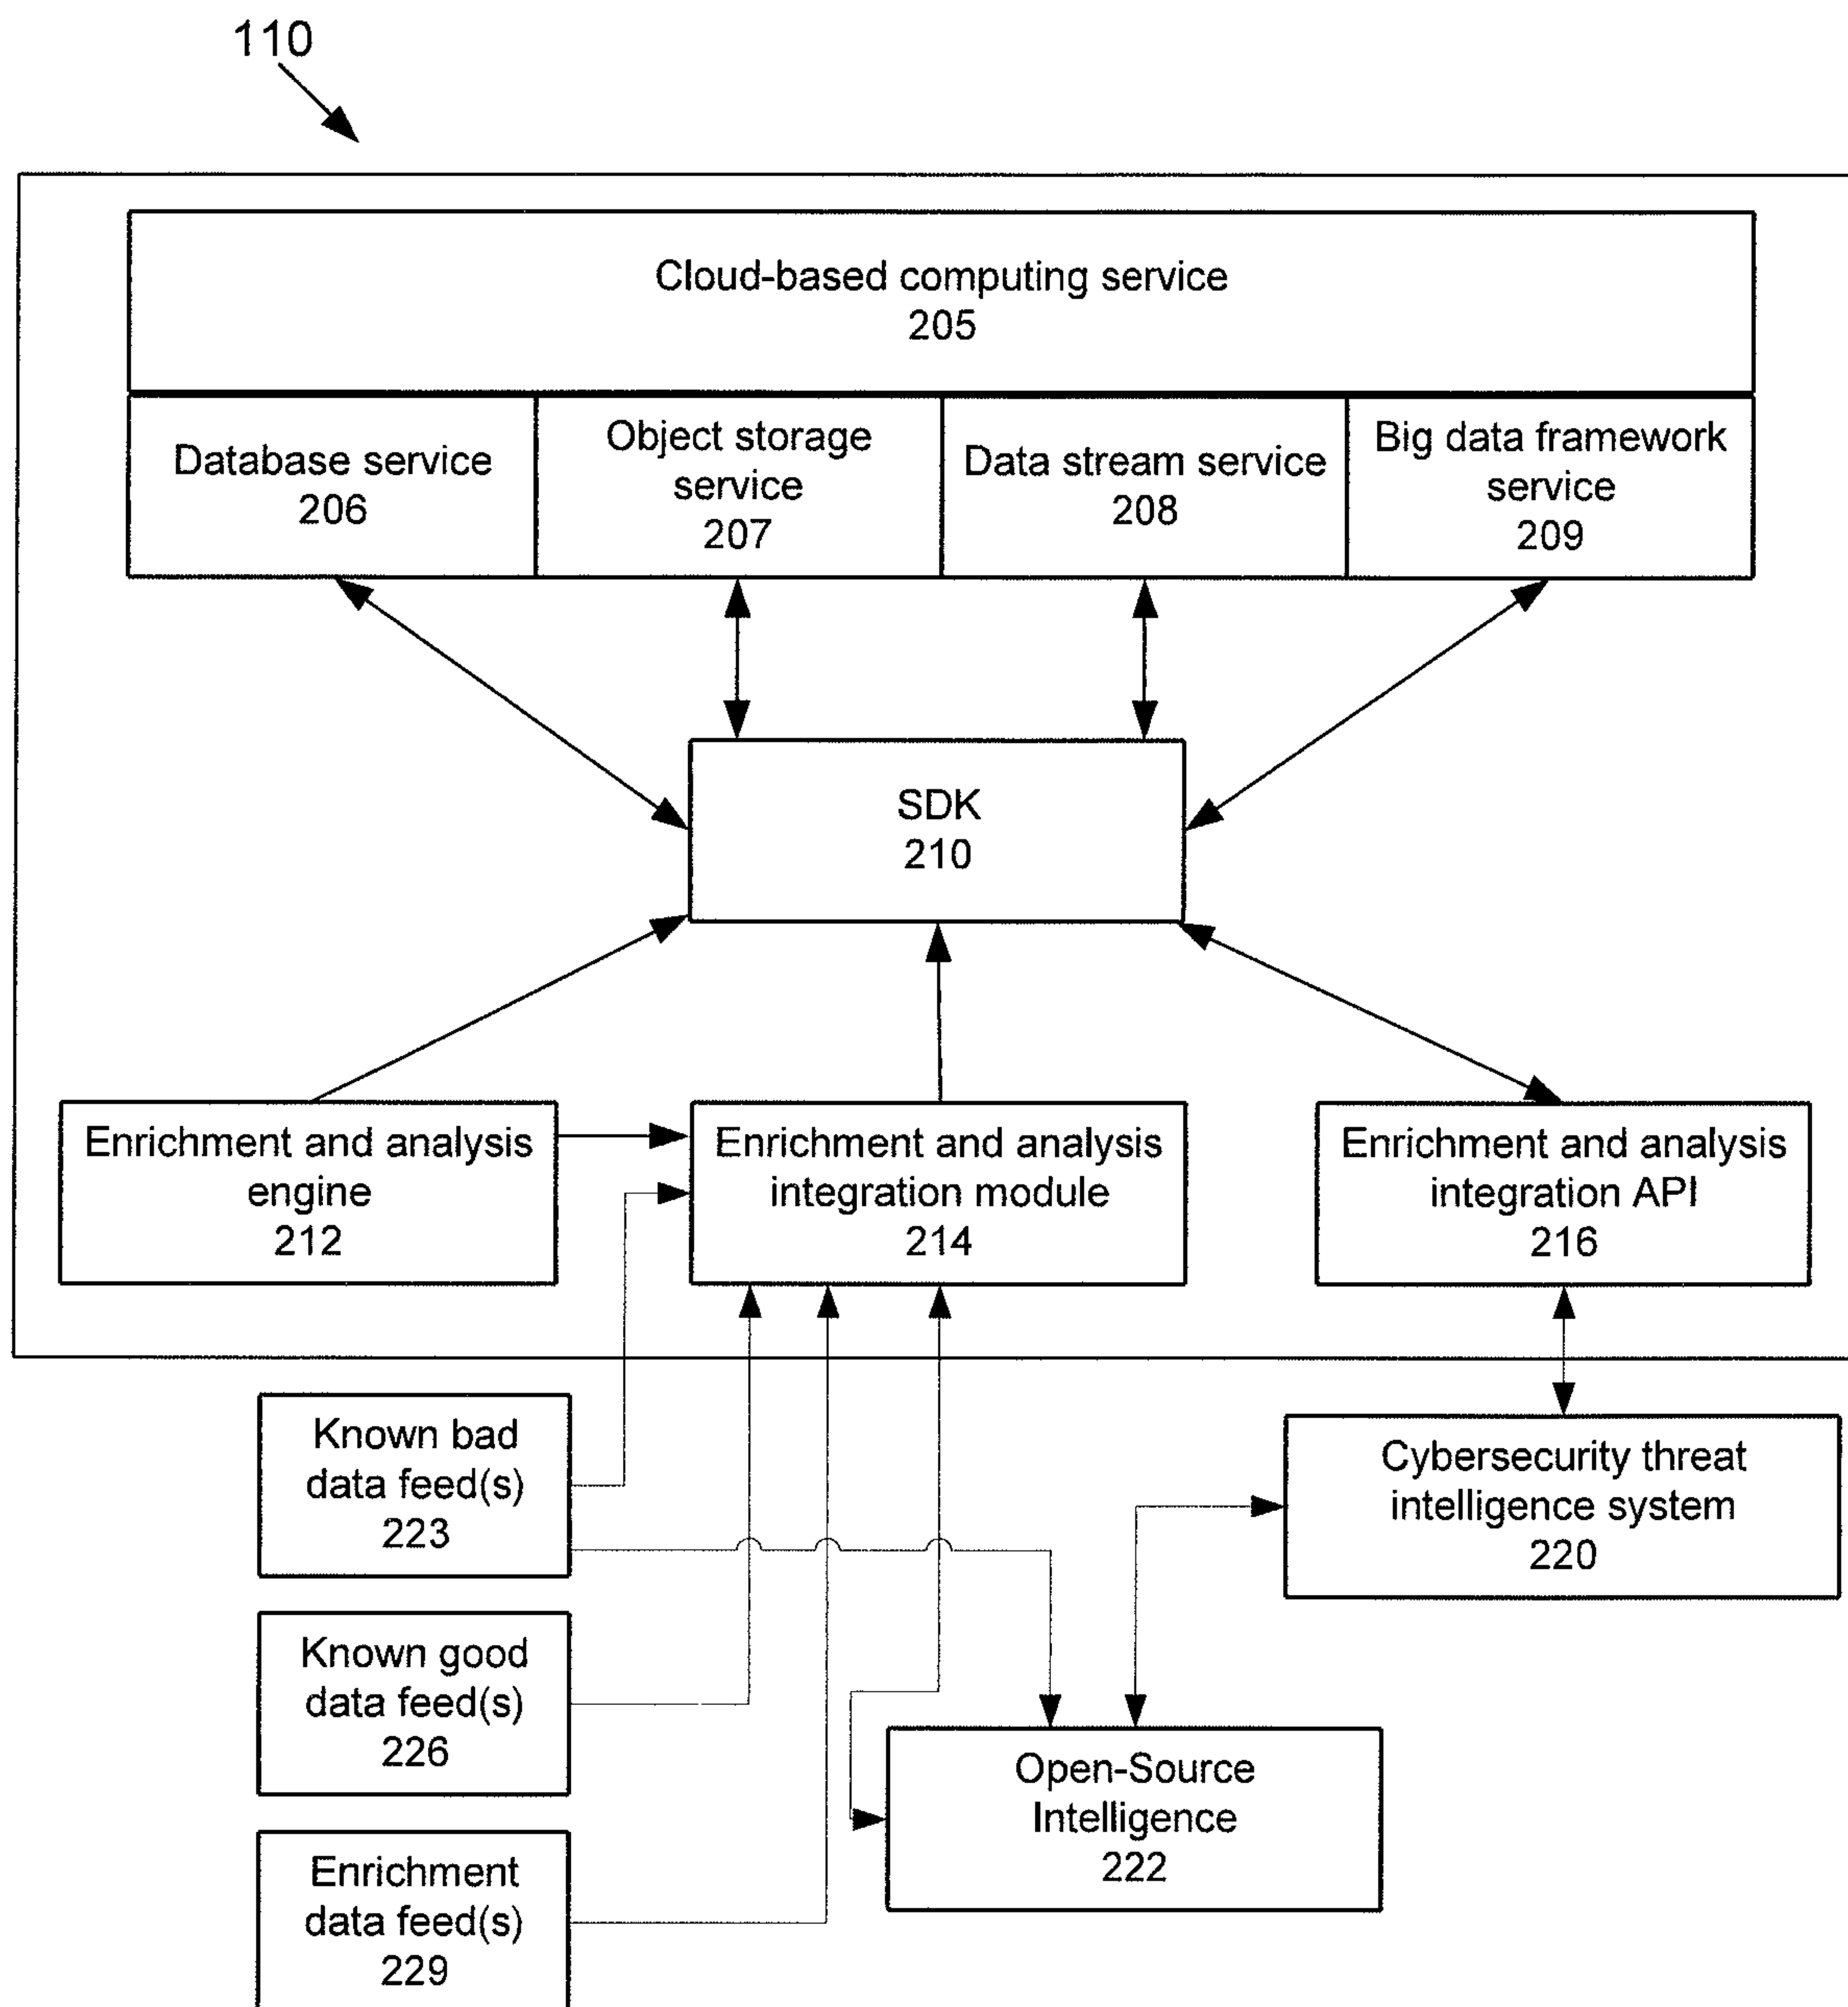 110
Cloud-based computing service
205
Database service
206
Object storage
service
207
Data stream service
208
Big data framework
service
209
SDK
210
Enrichment and analysis
engine
212
Enrichment and analysis
integration module
214
Enrichment and analysis
integration API
216
Known bad
data feed(s)
223
Cybersecurity threat
intelligence system
220
Known good
data feed(s)
226
Open-Source
Intelligence
222
Enrichment
data feed(s)
229